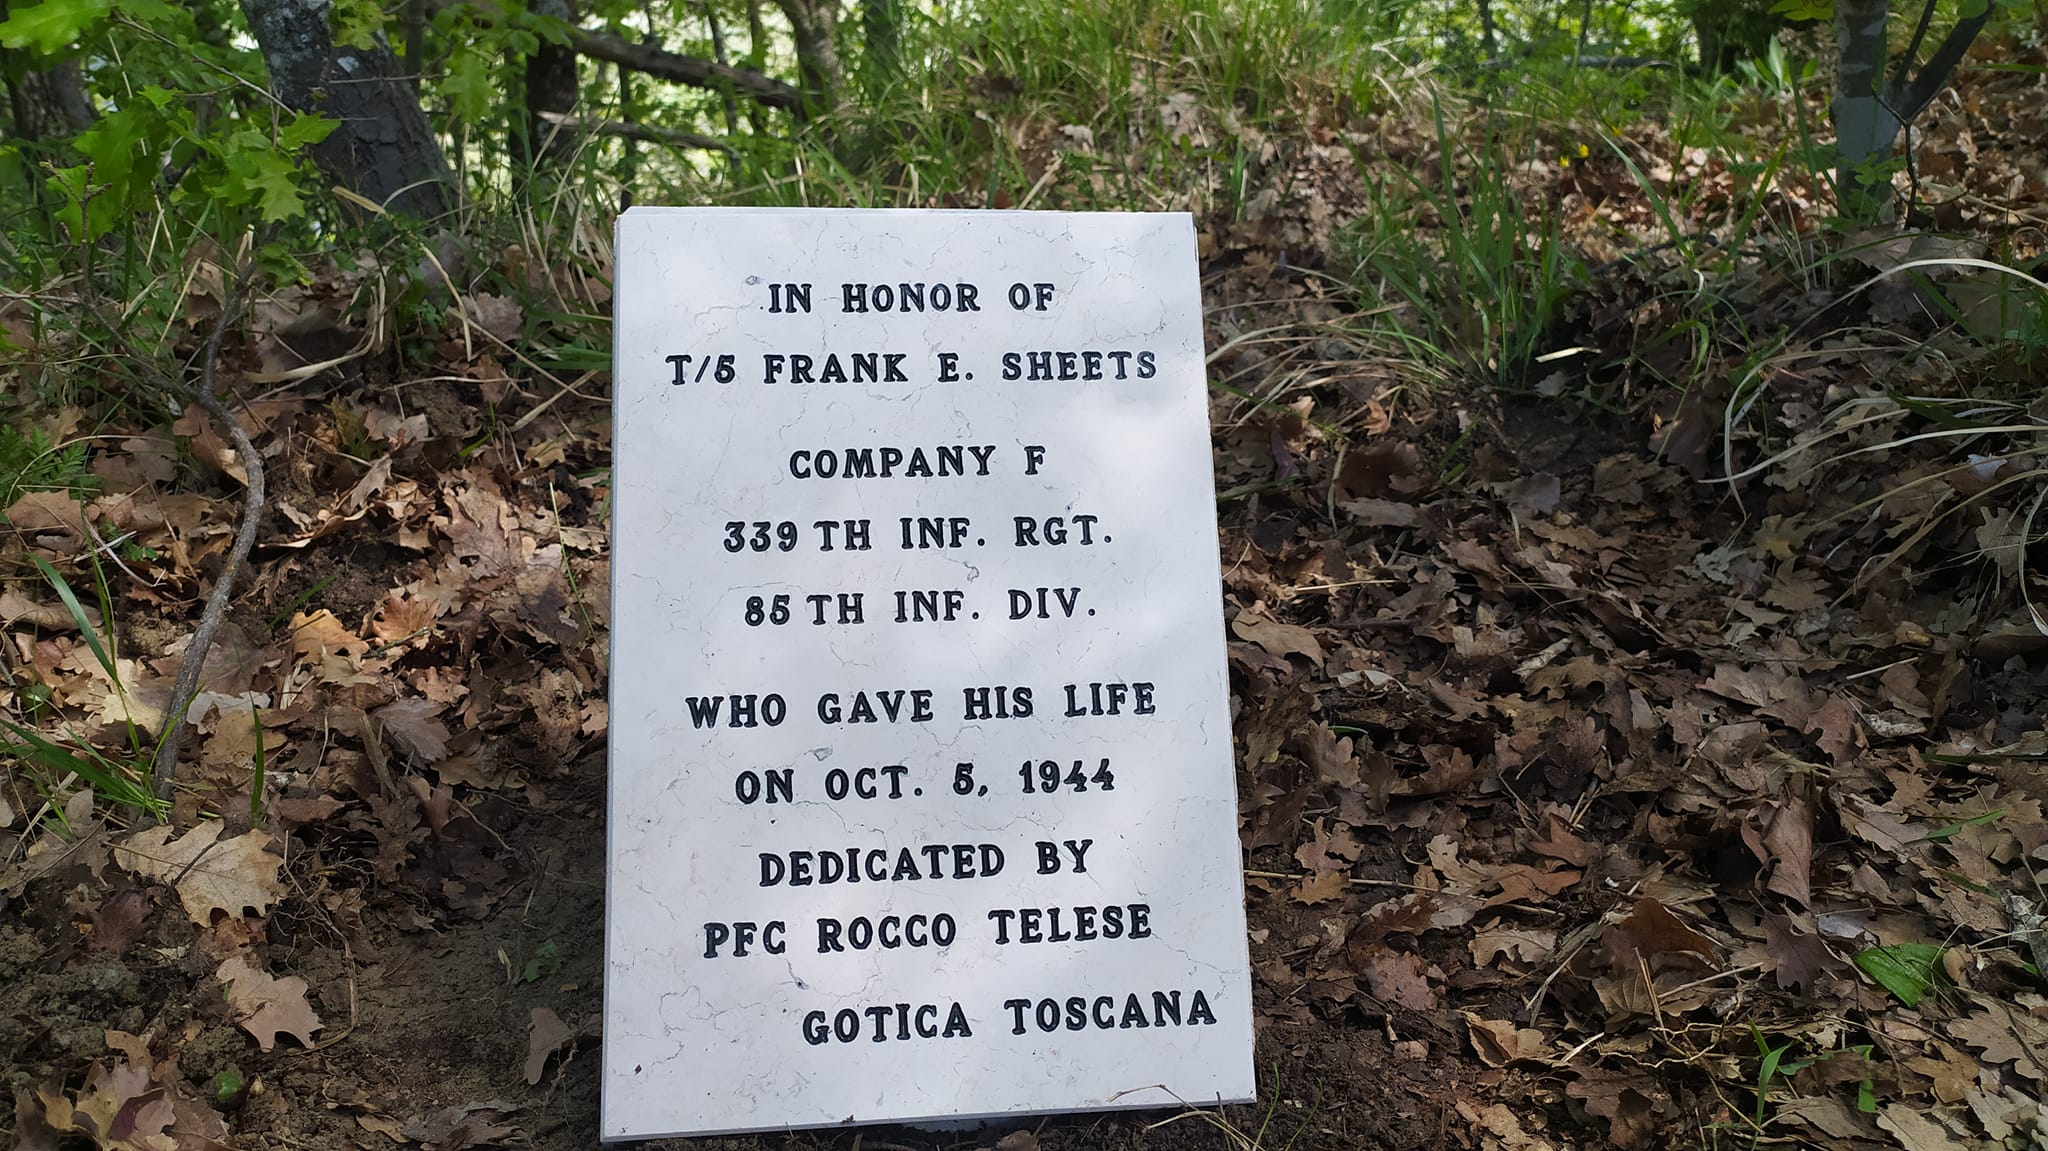 IN HONOR OF
T/5 FRANK E. SHEETS
COMPANY F
339 TH INF. RGT.
85 TH INF. DIV.
WHO GAVE HIS LIFE
ON OCT. 5, 1944
DEDICATED BY
PFC ROCCO TELESE
GOTICA TOSCANA